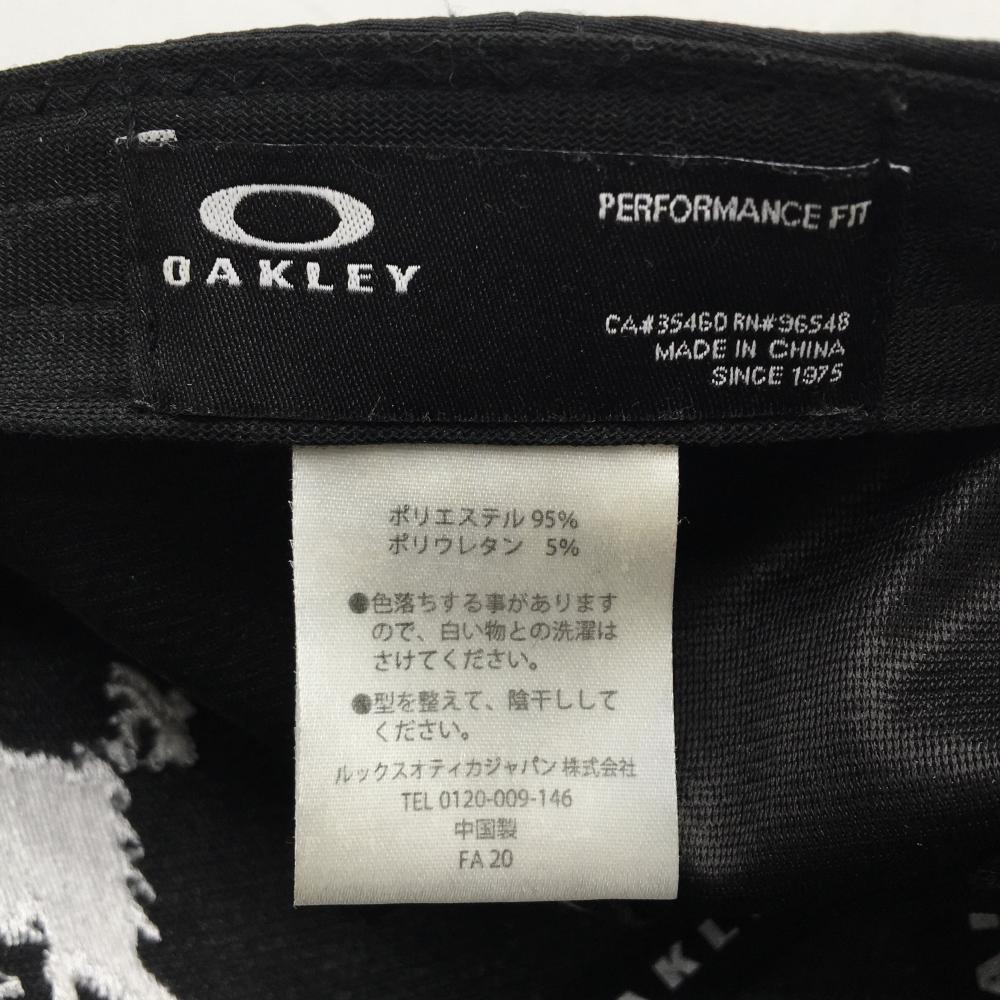 OAKLEY
PERFORMANCE FIT
CA#35460 RN#96548
MADE IN CHINA
SINCE 1975
ポリエステル 95%
ポリウレタン 5%
●色落ちする事があります
ので、白い物との洗濯は
さけてください。
●型を整えて、陰干しして
ください。
ルックスオティカジャパン 株式会社
TEL 0120-009-146
中国製
FA 20
AKL